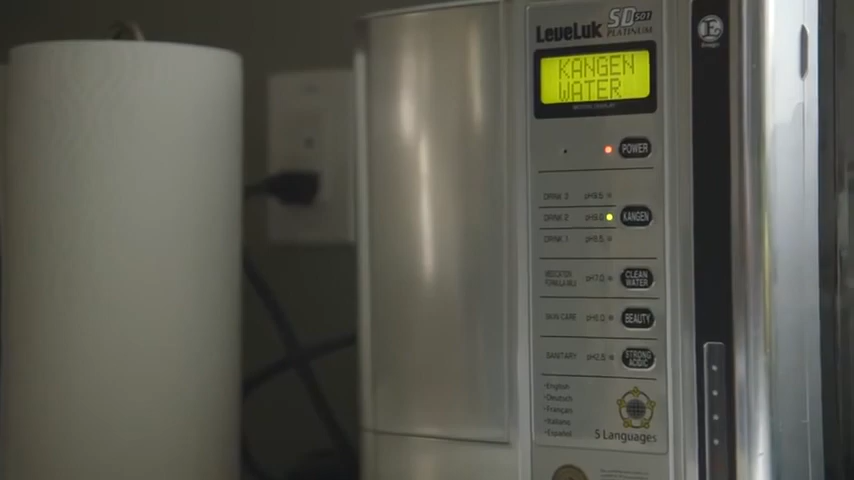 LeveLuk SD501
PLATINUM
KANGEN
WATER
POWER
DRINK 3 pH9.5
DRINK 2 pH9.0 KANGEN
DRINK 1 pH8.5
pH7.0 CLEAN
WATER
SKIN CARE pH6.0 BEAUTY
SANITARY pH2.5 STRONG
ACIDIC
·English
·Deutsch
·Français
·Italiano
·Español
5 Languages